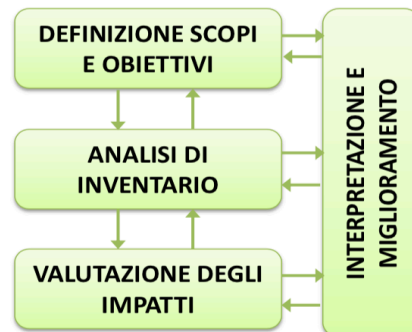 DEFINIZIONE SCOPI
E OBIETTIVI
ANALISI DI
INVENTARIO
VALUTAZIONE DEGLI
IMPATTI
INTERPRETAZIONE E
MIGLIORAMENTO